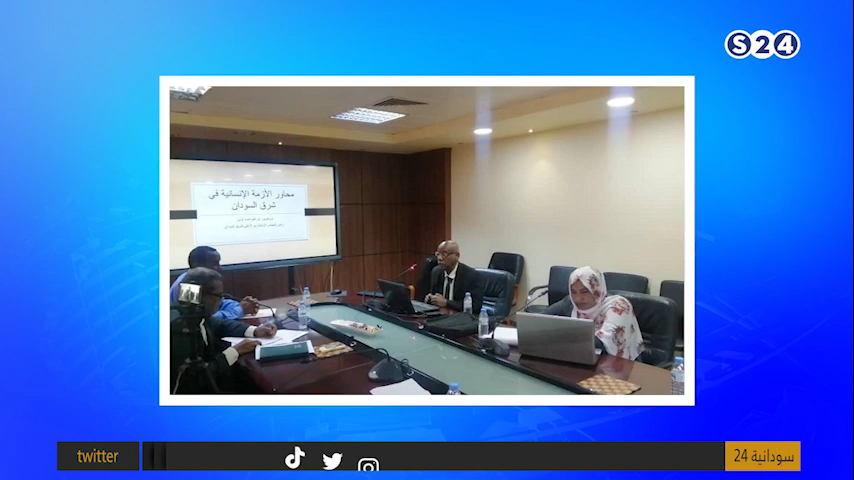 S24
محاور الأزمة الإنسانية في
شرق السودان
twitter
سودانية 24